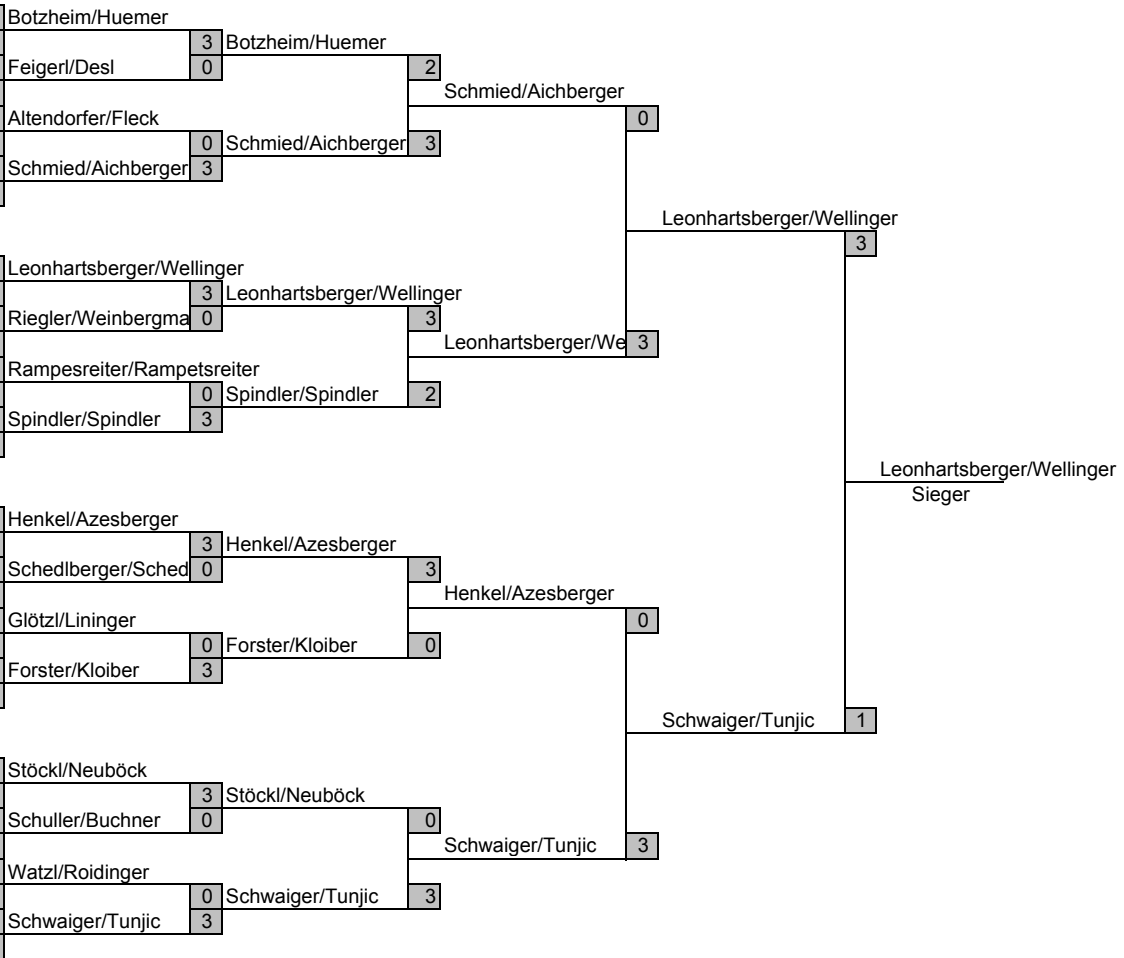 Botzheim/Huemer
3 Botzheim/Huemer
Feigerl/Desl 0 2
Schmied/Aichberger
Altendorfer/Fleck 0
0 Schmied/Aichberger 3
Schmied/Aichberger 3
Leonhartsberger/Wellinger
3
Leonhartsberger/Wellinger
3 Leonhartsberger/Wellinger
Riegler/Weinbergma 0 3
Leonhartsberger/We 3
Rampesreiter/Rampetsreiter
0 Spindler/Spindler 2
Spindler/Spindler 3
Leonhartsberger/Wellinger
Sieger
Henkel/Azesberger
3 Henkel/Azesberger
Schedlberger/Sched 0 3
Henkel/Azesberger
Glötzl/Lininger 0
0 Forster/Kloiber 0
Forster/Kloiber 3
Schwaiger/Tunjic 1
Stöckl/Neuböck
3 Stöckl/Neuböck
Schuller/Buchner 0 0
Schwaiger/Tunjic 3
Watzl/Roidinger
0 Schwaiger/Tunjic 3
Schwaiger/Tunjic 3